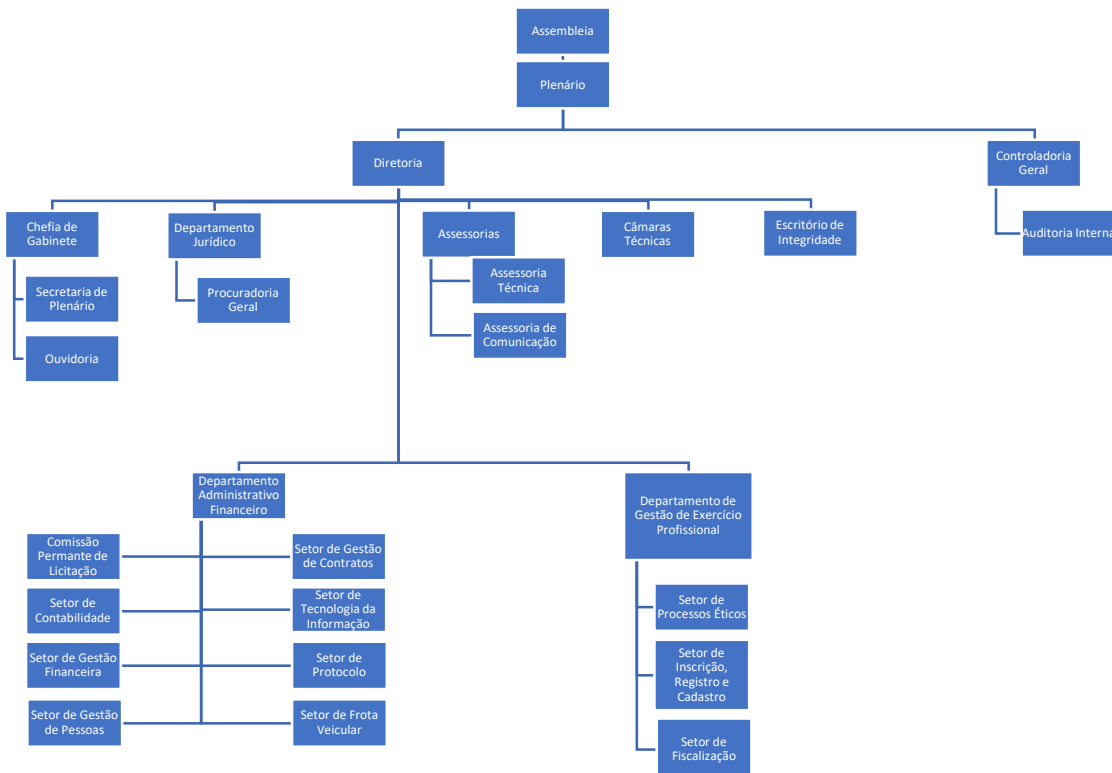 Assembleia
Plenário
Diretoria
Controladoria
Geral
Chefia de
Gabinete
Departamento
Jurídico
Assessorias
Câmaras
Técnicas
Escritório de
Integridade
Auditoria Interna
Secretaria de
Plenário
Procuradoria
Geral
Assessoria
Técnica
Ouvidoria
Assessoria de
Comunicação
Departamento
Administrativo
Financeiro
Departamento de
Gestão de Exercício
Profissional
Comissão
Permante de
Licitação
Setor de Gestão
de Contratos
Setor de
Contabilidade
Setor de
Tecnologia da
Informação
Setor de Gestão
Financeira
Setor de
Protocolo
Setor de Gestão
de Pessoas
Setor de Frota
Veicular
Setor de
Processos Éticos
Setor de
Inscrição,
Registro e
Cadastro
Setor de
Fiscalização